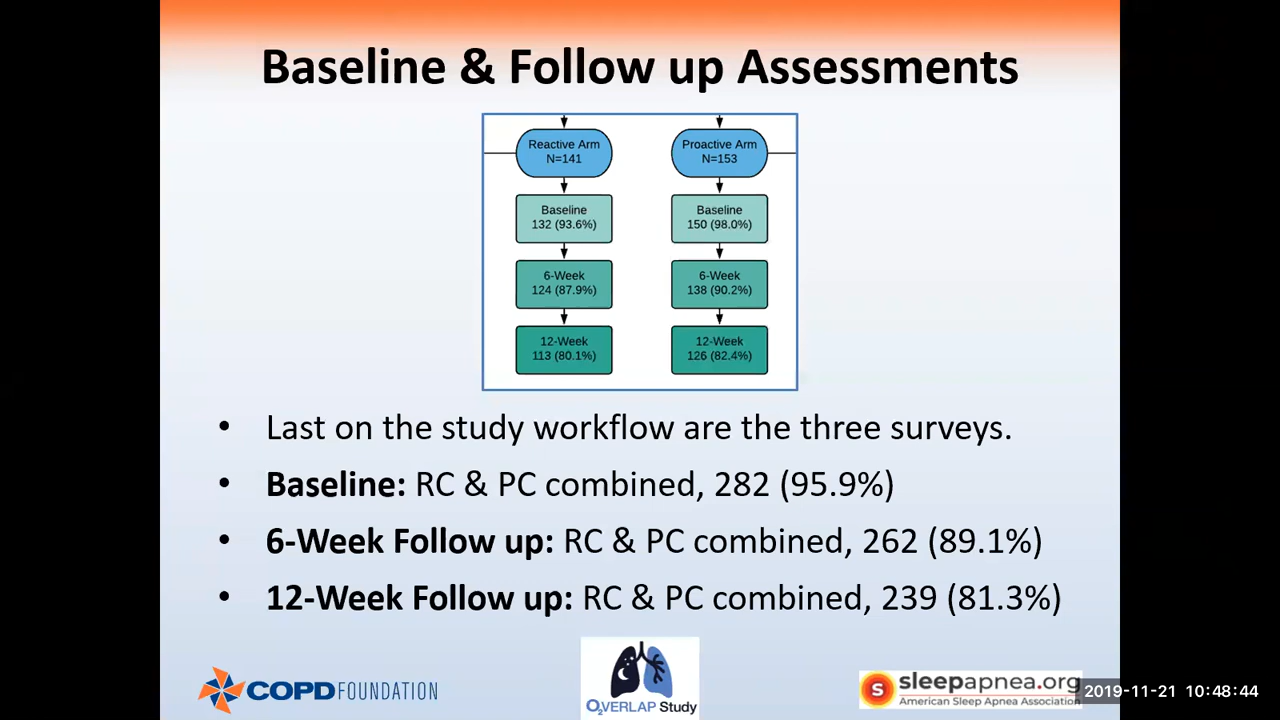 Baseline & Follow up Assessments
Reactive Arm
N=141
Proactive Arm
N=153
Baseline
132 (93.6%)
Baseline
150 (98.0%)
6-Week
124 (87.9%)
6-Week
138 (90.2%)
12-Week
113 (80.1%)
12-Week
126 (82.4%)
• Last on the study workflow are the three surveys.
• Baseline: RC & PC combined, 282 (95.9%)
• 6-Week Follow up: RC & PC combined, 262 (89.1%)
• 12-Week Follow up: RC & PC combined, 239 (81.3%)
COPD FOUNDATION
O2VERLAP Study
S sleepapnea.org
American Sleep Apnea Association
2019-11-21 10:48:44